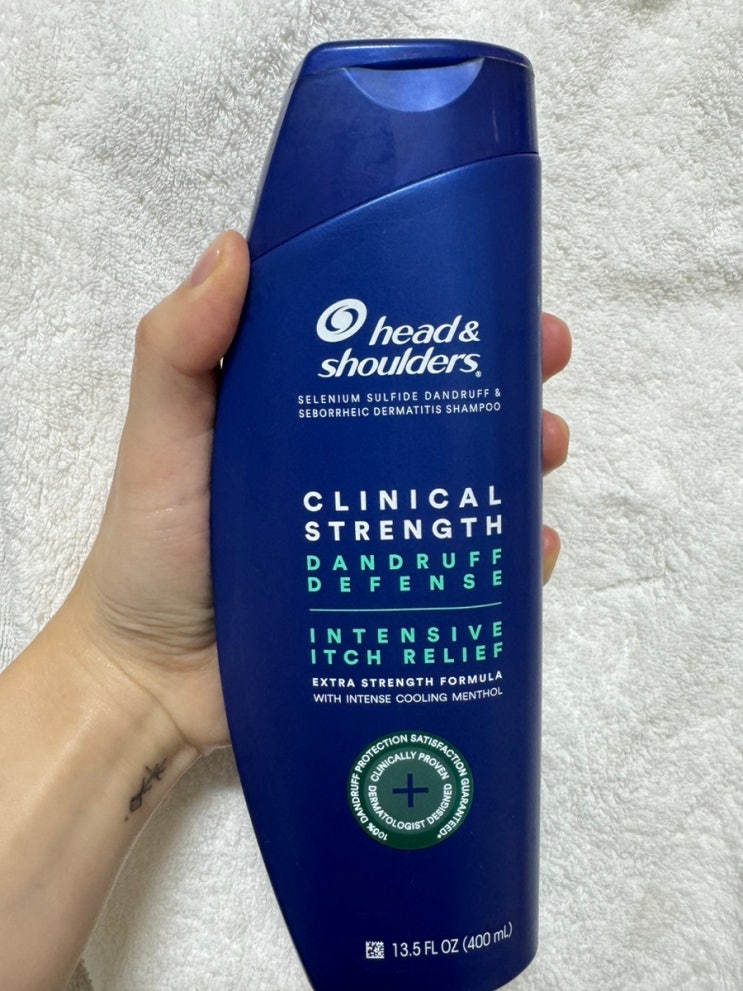 head &
shoulders®
SELENIUM SULFIDE DANDRUFF &
SEBORRHEIC DERMATITIS SHAMPOO
CLINICAL
STRENGTH
DANDRUFF
DEFENSE
INTENSIVE
ITCH RELIEF
EXTRA STRENGTH FORMULA
WITH INTENSE COOLING MENTHOL
100% DANDRUFF PROTECTION SATISFACTION GUARANTEED*
CLINICALLY PROVEN
DERMATOLOGIST DESIGNED
13.5 FL OZ (400 mL)